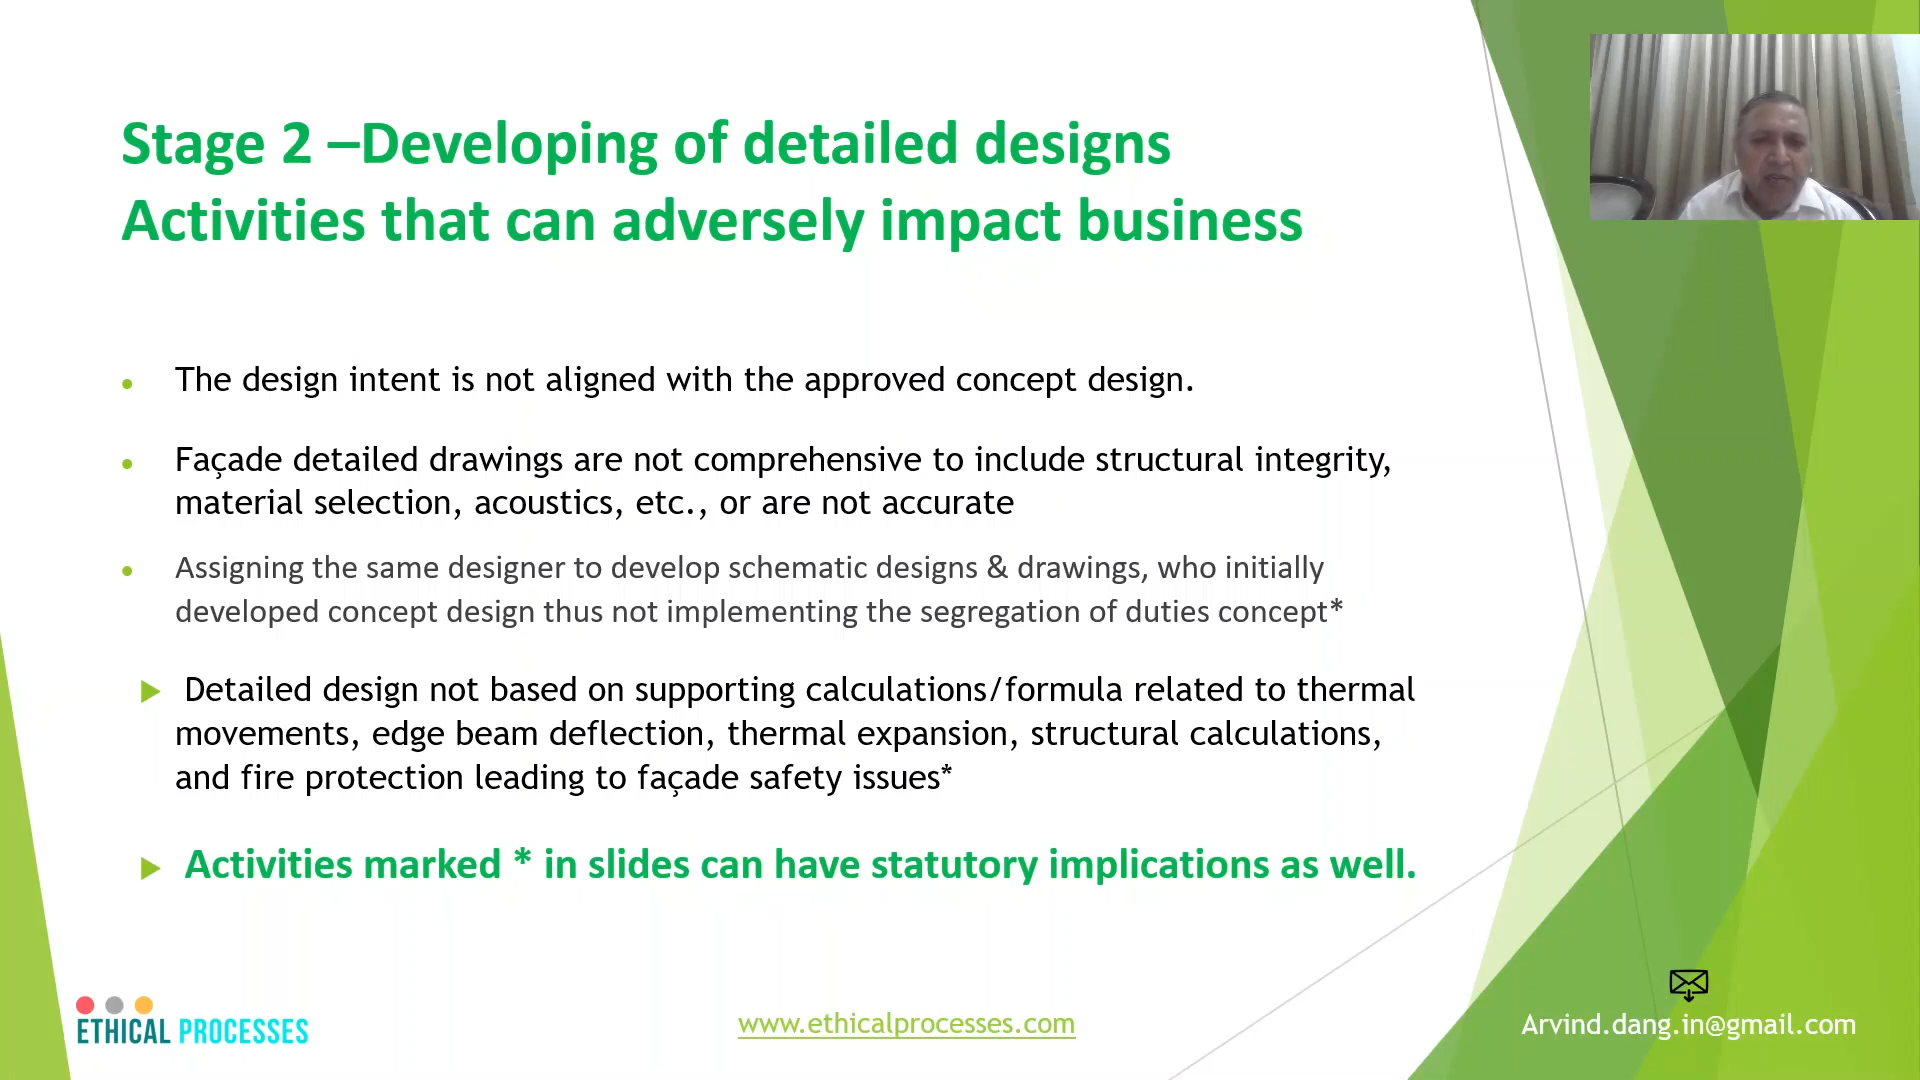 Stage 2 –Developing of detailed designs
Activities that can adversely impact business
The design intent is not aligned with the approved concept design.
Façade detailed drawings are not comprehensive to include structural integrity,
material selection, acoustics, etc., or are not accurate
Assigning the same designer to develop schematic designs & drawings, who initially
developed concept design thus not implementing the segregation of duties concept*
Detailed design not based on supporting calculations/formula related to thermal
movements, edge beam deflection, thermal expansion, structural calculations,
and fire protection leading to façade safety issues*
Activities marked * in slides can have statutory implications as well.
ETHICAL PROCESSES
www.ethicalprocesses.com
Arvind.dang.in@gmail.com